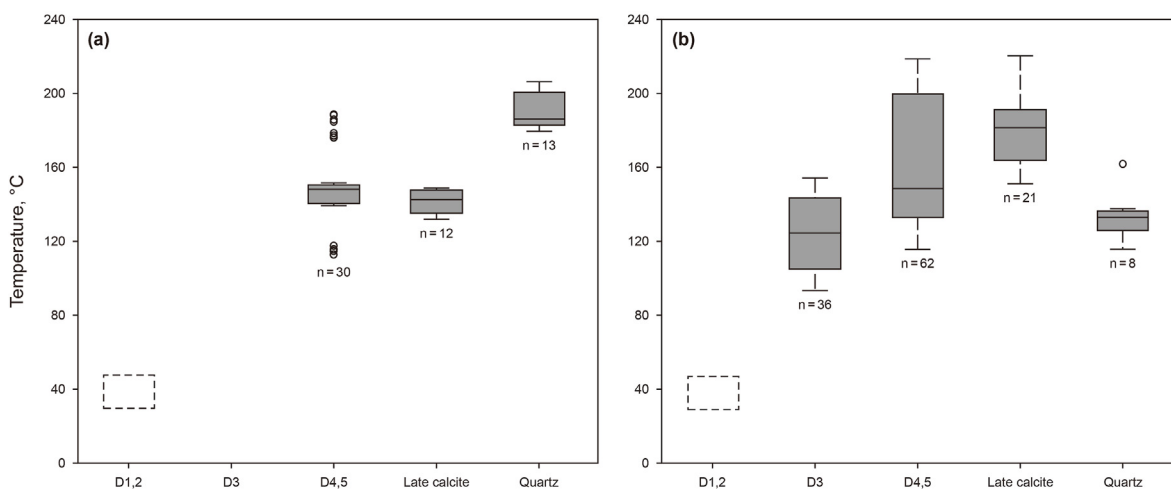 (a)
Temperature, °C
240
200
160
120
80
40
0
n = 30
n = 12
n = 13
D1,2 D3 D4,5 Late calcite Quartz
(b)
240
200
160
120
80
40
0
n = 36
n = 62
n = 21
n = 8
D1,2 D3 D4,5 Late calcite Quartz